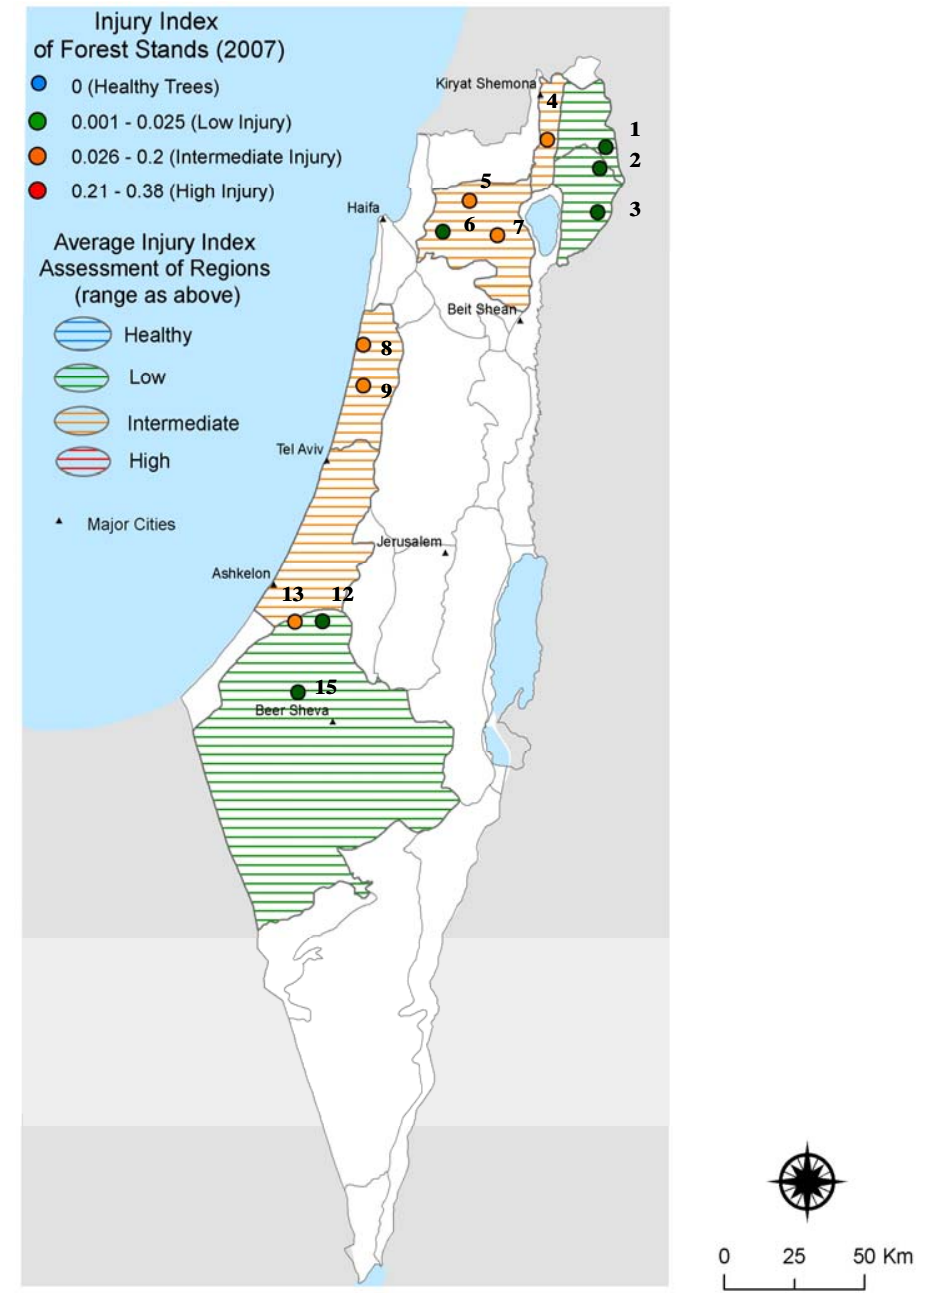 Injury Index
of Forest Stands (2007)
0 (Healthy Trees)
0.001 - 0.025 (Low Injury)
0.026 - 0.2 (Intermediate Injury)
0.21 - 0.38 (High Injury)
Average Injury Index
Assessment of Regions
(range as above)
Healthy
Low
Intermediate
High
Major Cities
Kiryat Shemona
4
1
2
5
3
Haifa
6
7
Beit Shean
8
9
Tel Aviv
Jerusalem
Ashkelon
13
12
15
Beer Sheva
0 25 50 Km